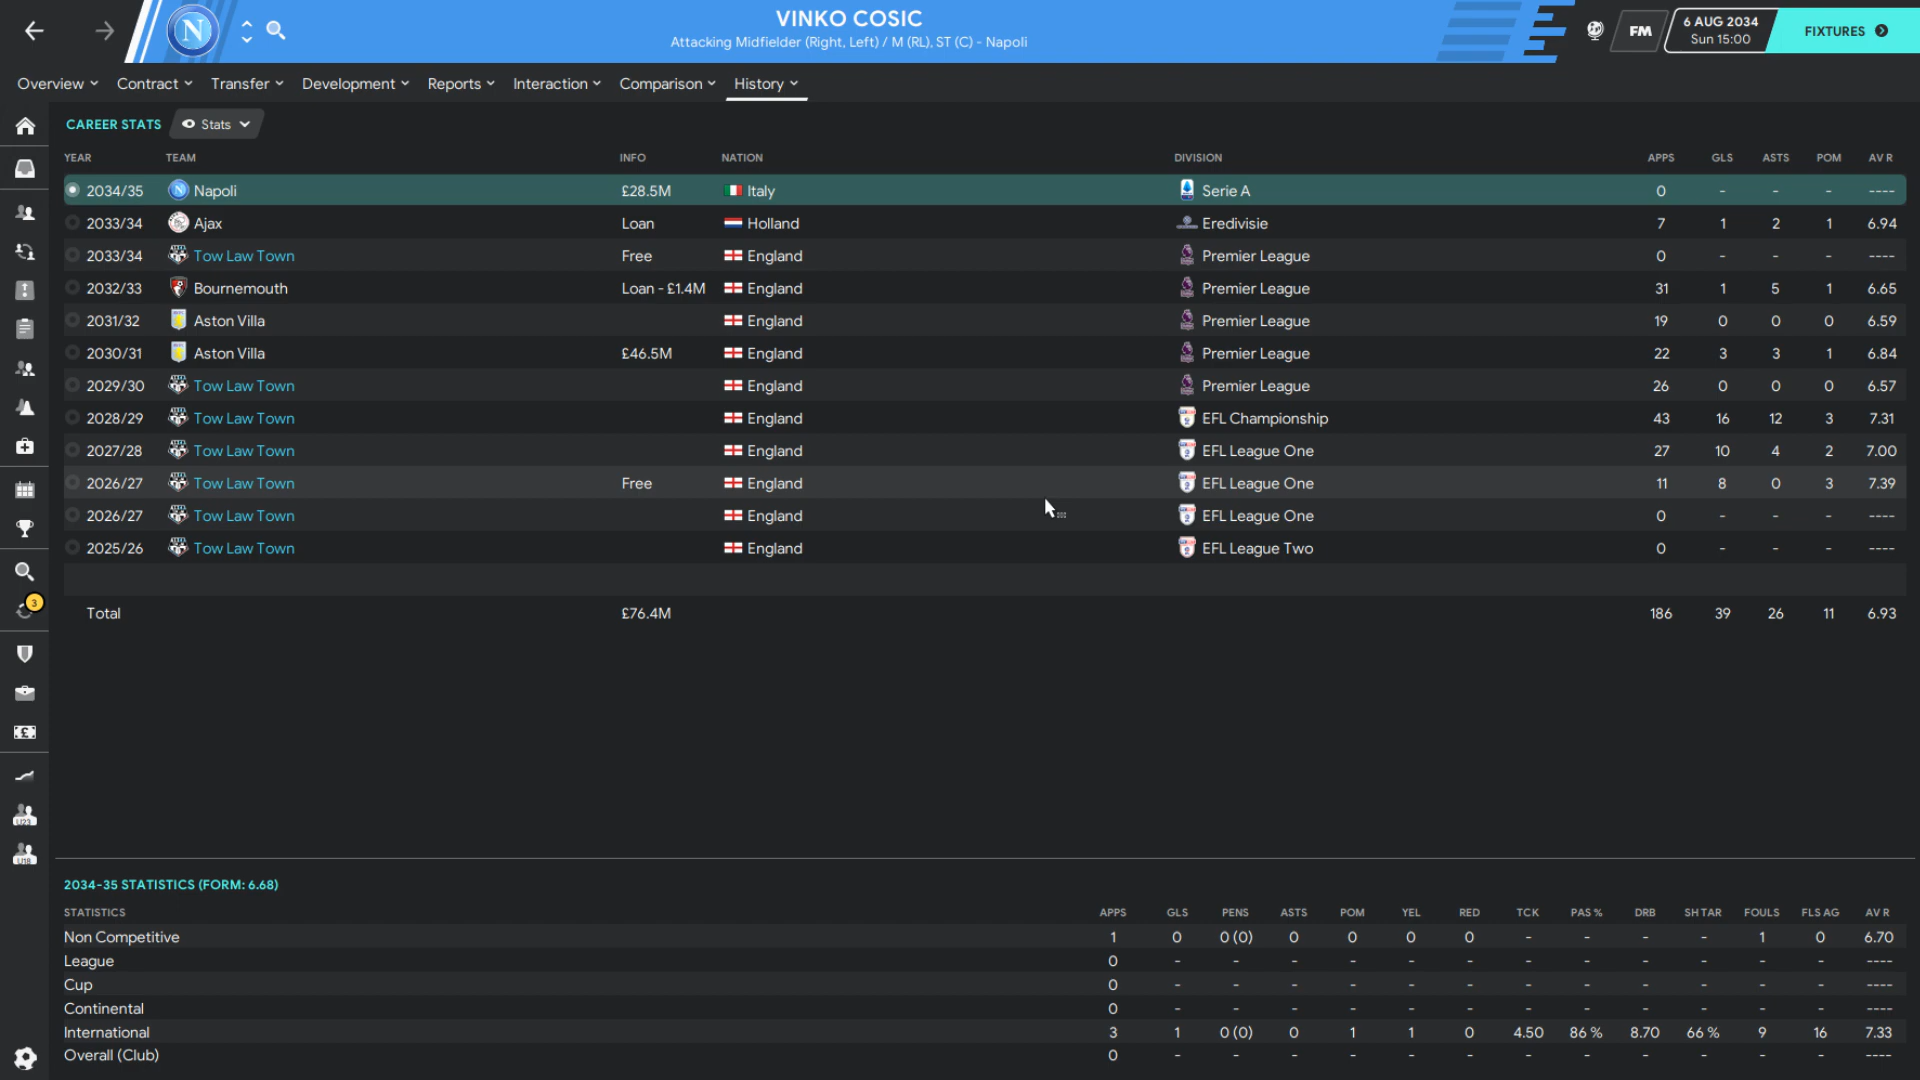 VINKO COSIC
Attacking Midfielder (Right, Left) / M (RL), ST (C) - Napoli
FM
6 AUG 2034
Sun 15:00
FIXTURES
Overview Contract Transfer Development Reports Interaction Comparison History
CAREER STATS Stats
YEAR TEAM INFO NATION DIVISION APPS GLS ASTS POM AV R
2034/35 Napoli £28.5M Italy Serie A 0 - - - ----
2033/34 Ajax Loan Holland Eredivisie 7 1 2 1 6.94
2033/34 Tow Law Town Free England Premier League 0 - - - ----
2032/33 Bournemouth Loan - £1.4M England Premier League 31 1 5 1 6.65
2031/32 Aston Villa England Premier League 19 0 0 0 6.59
2030/31 Aston Villa £46.5M England Premier League 22 3 3 1 6.84
2029/30 Tow Law Town England Premier League 26 0 0 0 6.57
2028/29 Tow Law Town England EFL Championship 43 16 12 3 7.31
2027/28 Tow Law Town England EFL League One 27 10 4 2 7.00
2026/27 Tow Law Town Free England EFL League One 11 8 0 3 7.39
2026/27 Tow Law Town England EFL League One 0 - - - ----
2025/26 Tow Law Town England EFL League Two 0 - - - ----
3
Total £76.4M 186 39 26 11 6.93
U23
U18
2034-35 STATISTICS (FORM: 6.68)
STATISTICS APPS GLS PENS ASTS POM YEL RED TCK PAS % DRB SH TAR FOULS FLS AG AV R
Non Competitive 1 0 0 (0) 0 0 0 0 - - - - 1 0 6.70
League 0 - - - - - - - - - - - - ----
Cup 0 - - - - - - - - - - - - ----
Continental 0 - - - - - - - - - - - - ----
International 3 1 0 (0) 0 1 1 0 4.50 86 % 8.70 66 % 9 16 7.33
Overall (Club) 0 - - - - - - - - - - - - ----